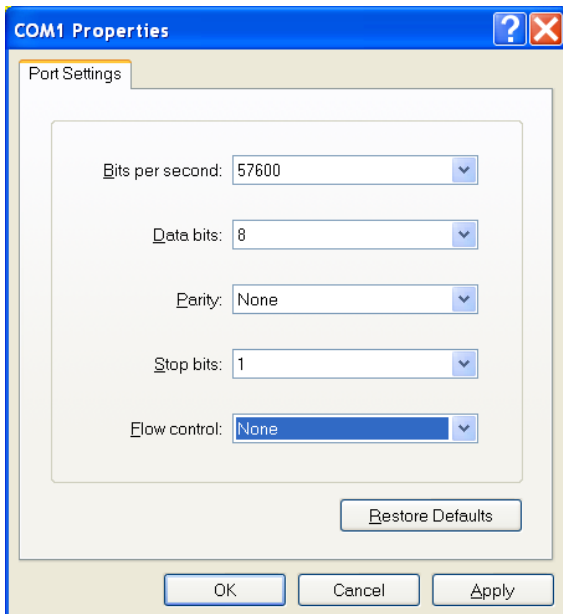 COM1 Properties
Port Settings
Bits per second: 57600
Data bits: 8
Parity: None
Stop bits: 1
Flow control: None
Restore Defaults
OK Cancel Apply